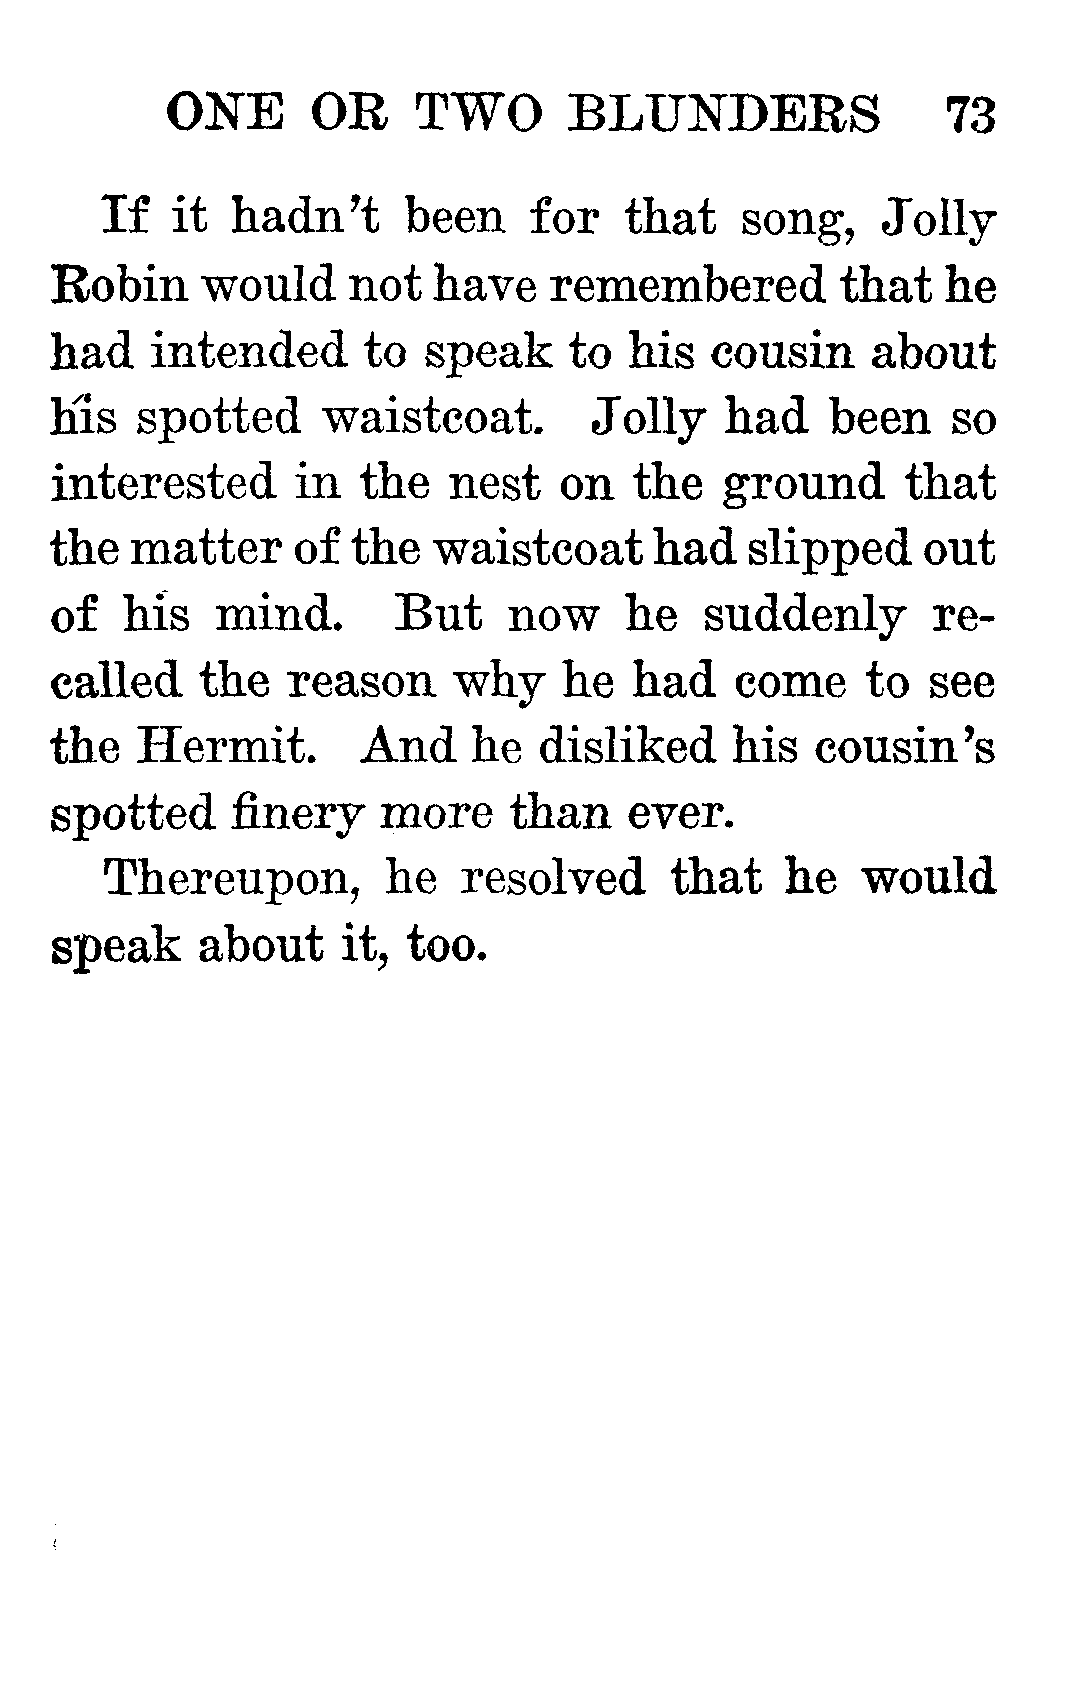 ONE OR TWO BLUNDERS 73
If it hadn't been for that song, Jolly
Robin would not have remembered that he
had intended to speak to his cousin about
his spotted waistcoat. Jolly had been so
interested in the nest on the ground that
the matter of the waistcoat had slipped out
of his mind. But now he suddenly re-
called the reason why he had come to see
the Hermit. And he disliked his cousin's
spotted finery more than ever.
Thereupon, he resolved that he would
speak about it, too.